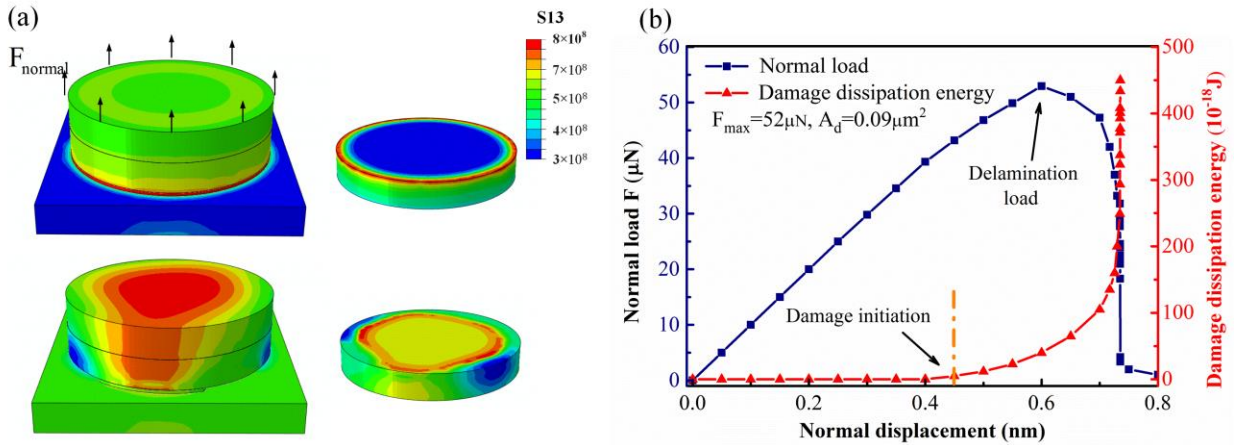 (a)
F_normal
S13
8×10⁸
7×10⁸
6×10⁸
4×10⁸
3×10⁸
(b)
Normal load
Damage dissipation energy
F_max=52μN, A_d=0.09μm²
Delamination
load
Damage initiation
Normal load F (μN)
60
50
40
30
20
10
0
Damage dissipation energy (10⁻¹⁸J)
500
400
300
200
100
0
0.0 0.2 0.4 0.6 0.8
Normal displacement (nm)